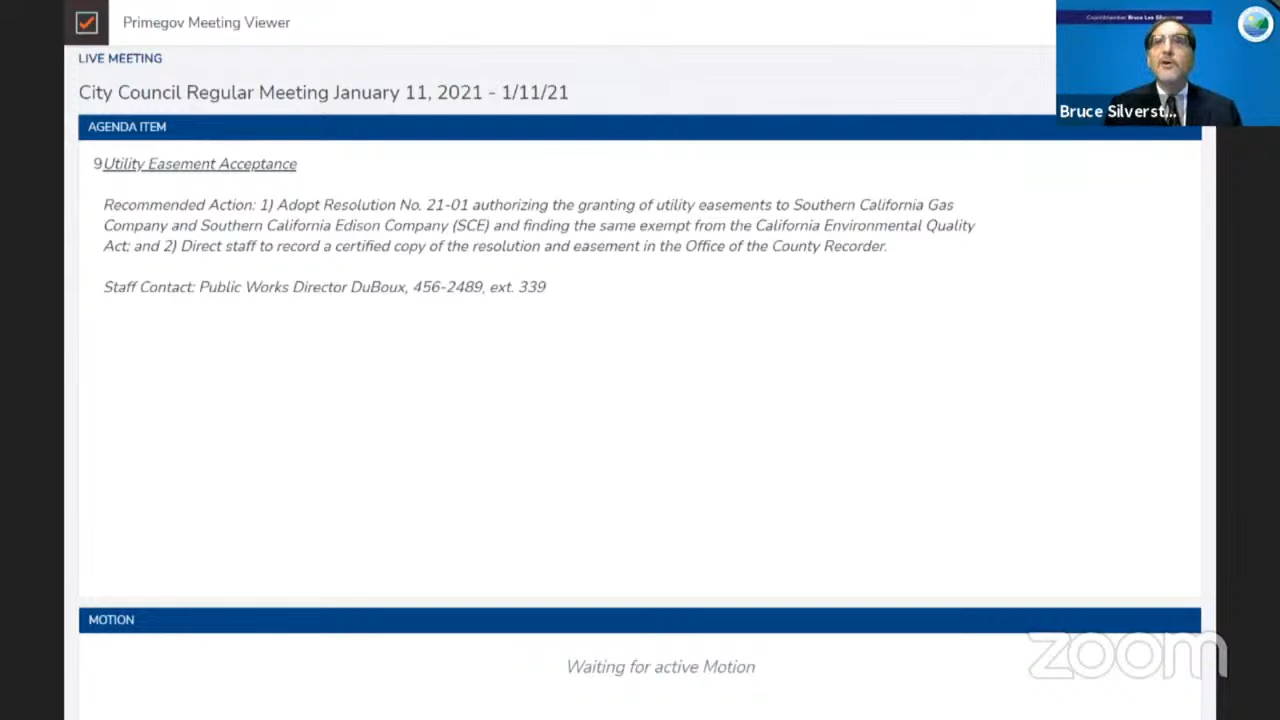 Primegov Meeting Viewer
LIVE MEETING
City Council Regular Meeting January 11, 2021 - 1/11/21
Councilmember Bruce Lee Silverstein
Bruce Silverst...
AGENDA ITEM
9 Utility Easement Acceptance
Recommended Action: 1) Adopt Resolution No. 21-01 authorizing the granting of utility easements to Southern California Gas
Company and Southern California Edison Company (SCE) and finding the same exempt from the California Environmental Quality
Act; and 2) Direct staff to record a certified copy of the resolution and easement in the Office of the County Recorder.
Staff Contact: Public Works Director DuBoux, 456-2489, ext. 339
MOTION
Waiting for active Motion
zoom